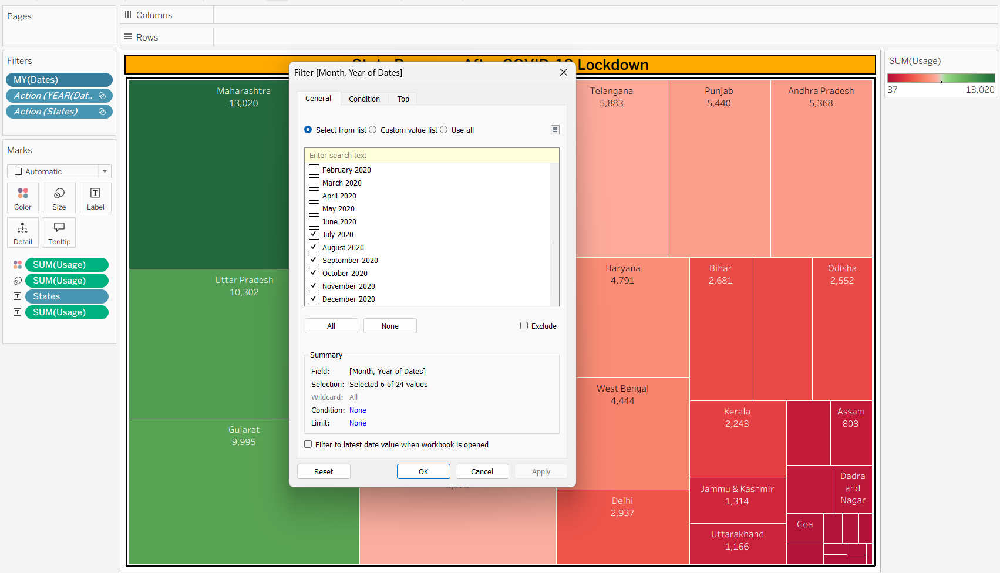 Pages
Columns
Rows
Filters
MY(Dates)
Action (YEAR(Dat..
Action (States)
Marks
Automatic
Color
Size
Label
Detail
Tooltip
SUM(Usage)
SUM(Usage)
States
SUM(Usage)
Lockdown
Filter [Month, Year of Dates]
General
Condition
Top
Select from list
Custom value list
Use all
Enter search text
February 2020
March 2020
April 2020
May 2020
June 2020
July 2020
August 2020
September 2020
October 2020
November 2020
December 2020
All
None
Exclude
Summary
Field: [Month, Year of Dates]
Selection: Selected 6 of 24 values
Wildcard: All
Condition: None
Limit: None
Filter to latest date value when workbook is opened
Reset
OK
Cancel
Apply
Maharashtra
13,020
Uttar Pradesh
10,302
Gujarat
9,995
Telangana
5,883
Punjab
5,440
Andhra Pradesh
5,368
Haryana
4,791
West Bengal
4,444
Delhi
2,937
Bihar
2,681
Odisha
2,552
Kerala
2,243
Assam
808
Jammu & Kashmir
1,314
Dadra
and
Nagar
Uttarakhand
1,166
Goa
SUM(Usage)
37
13,020